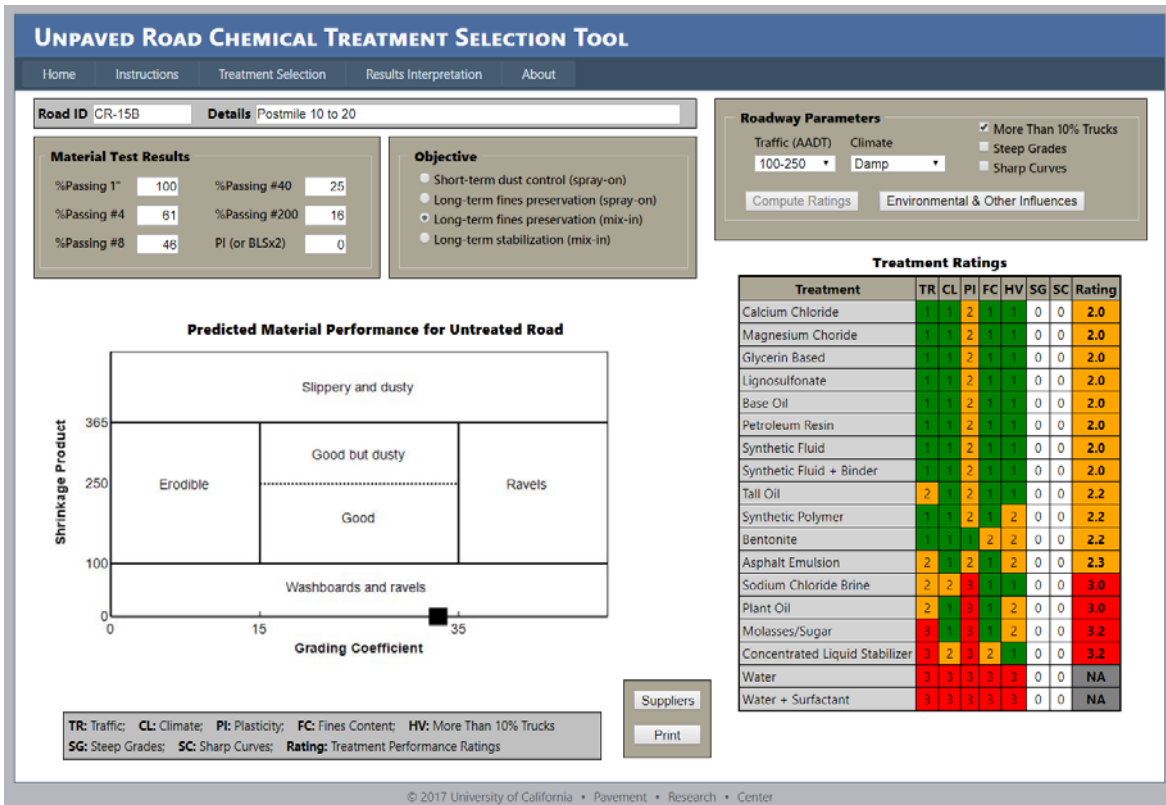 UNPAVED ROAD CHEMICAL TREATMENT SELECTION TOOL
Home Instructions Treatment Selection Results Interpretation About
Road ID CR-15B Details Postmile 10 to 20
Material Test Results
%Passing 1" 100 %Passing #40 25
%Passing #4 61 %Passing #200 16
%Passing #8 46 PI (or BLSx2) 0
Objective
Short-term dust control (spray-on)
Long-term fines preservation (spray-on)
Long-term fines preservation (mix-in)
Long-term stabilization (mix-in)
Roadway Parameters
Traffic (AADT) Climate
100-250 Damp
More Than 10% Trucks
Steep Grades
Sharp Curves
Compute Ratings Environmental & Other Influences
Predicted Material Performance for Untreated Road
Slippery and dusty
365
Good but dusty
250
Erodible
Ravels
Good
100
Washboards and ravels
0
0 15 35
Shrinkage Product
Grading Coefficient
TR: Traffic; CL: Climate; PI: Plasticity; FC: Fines Content; HV: More Than 10% Trucks
SG: Steep Grades; SC: Sharp Curves; Rating: Treatment Performance Ratings
Suppliers
Print
Treatment Ratings
Treatment TR CL PI FC HV SG SC Rating
Calcium Chloride 1 1 2 1 1 0 0 2.0
Magnesium Choride 1 1 2 1 1 0 0 2.0
Glycerin Based 1 1 2 1 1 0 0 2.0
Lignosulfonate 1 1 2 1 1 0 0 2.0
Base Oil 1 1 2 1 1 0 0 2.0
Petroleum Resin 1 1 2 1 1 0 0 2.0
Synthetic Fluid 1 1 2 1 1 0 0 2.0
Synthetic Fluid + Binder 1 1 2 1 1 0 0 2.0
Tall Oil 2 1 2 1 1 0 0 2.2
Synthetic Polymer 1 1 2 1 2 0 0 2.2
Bentonite 1 1 1 2 2 0 0 2.2
Asphalt Emulsion 2 1 2 1 2 0 0 2.3
Sodium Chloride Brine 2 2 3 1 1 0 0 3.0
Plant Oil 2 1 3 1 2 0 0 3.0
Molasses/Sugar 3 1 3 1 2 0 0 3.2
Concentrated Liquid Stabilizer 3 2 3 2 1 0 0 3.2
Water 3 3 3 3 3 0 0 NA
Water + Surfactant 3 3 3 3 3 0 0 NA
© 2017 University of California • Pavement • Research • Center